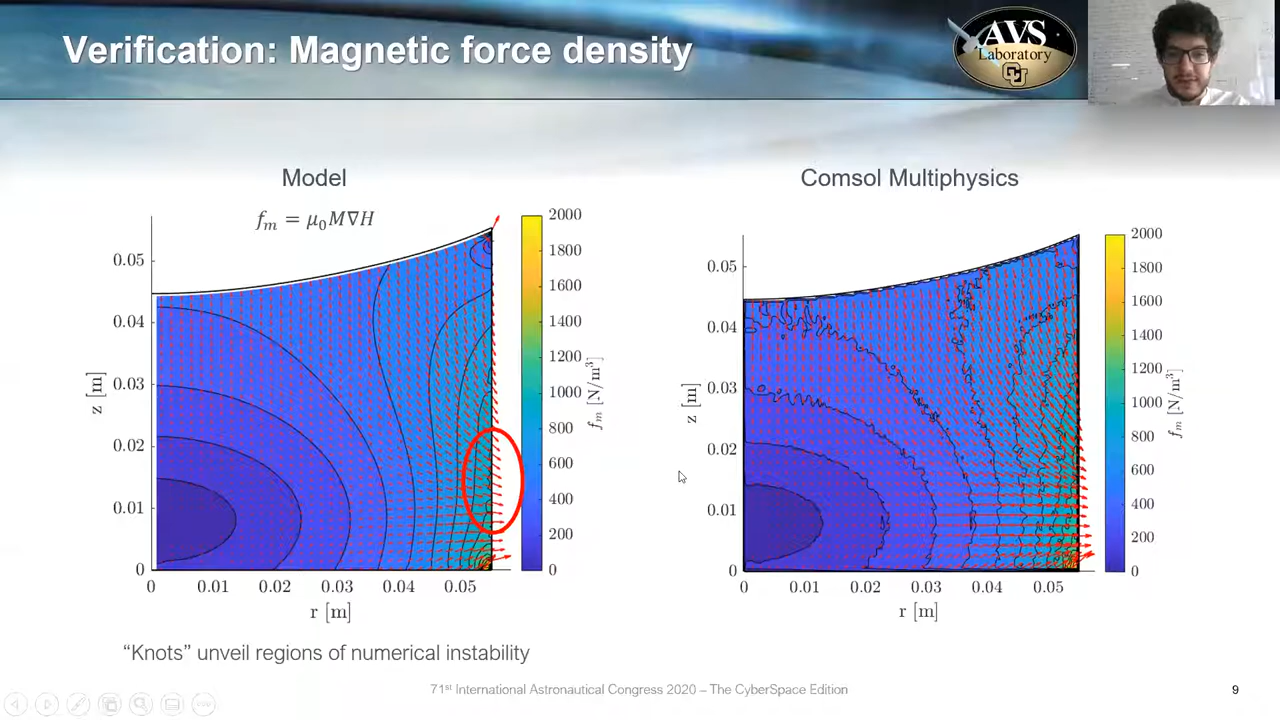 Verification: Magnetic force density
AVS
Laboratory
CU
Model
Comsol Multiphysics
f_m = μ_0 M∇H
0.05
0.04
0.03
0.02
0.01
0
z [m]
0 0.01 0.02 0.03 0.04 0.05
r [m]
2000
1800
1600
1400
1200
1000
800
600
400
200
0
f_m [N/m³]
0.05
0.04
0.03
0.02
0.01
0
z [m]
0 0.01 0.02 0.03 0.04 0.05
r [m]
2000
1800
1600
1400
1200
1000
800
600
400
200
0
f_m [N/m³]
“Knots” unveil regions of numerical instability
71st International Astronautical Congress 2020 – The CyberSpace Edition
9